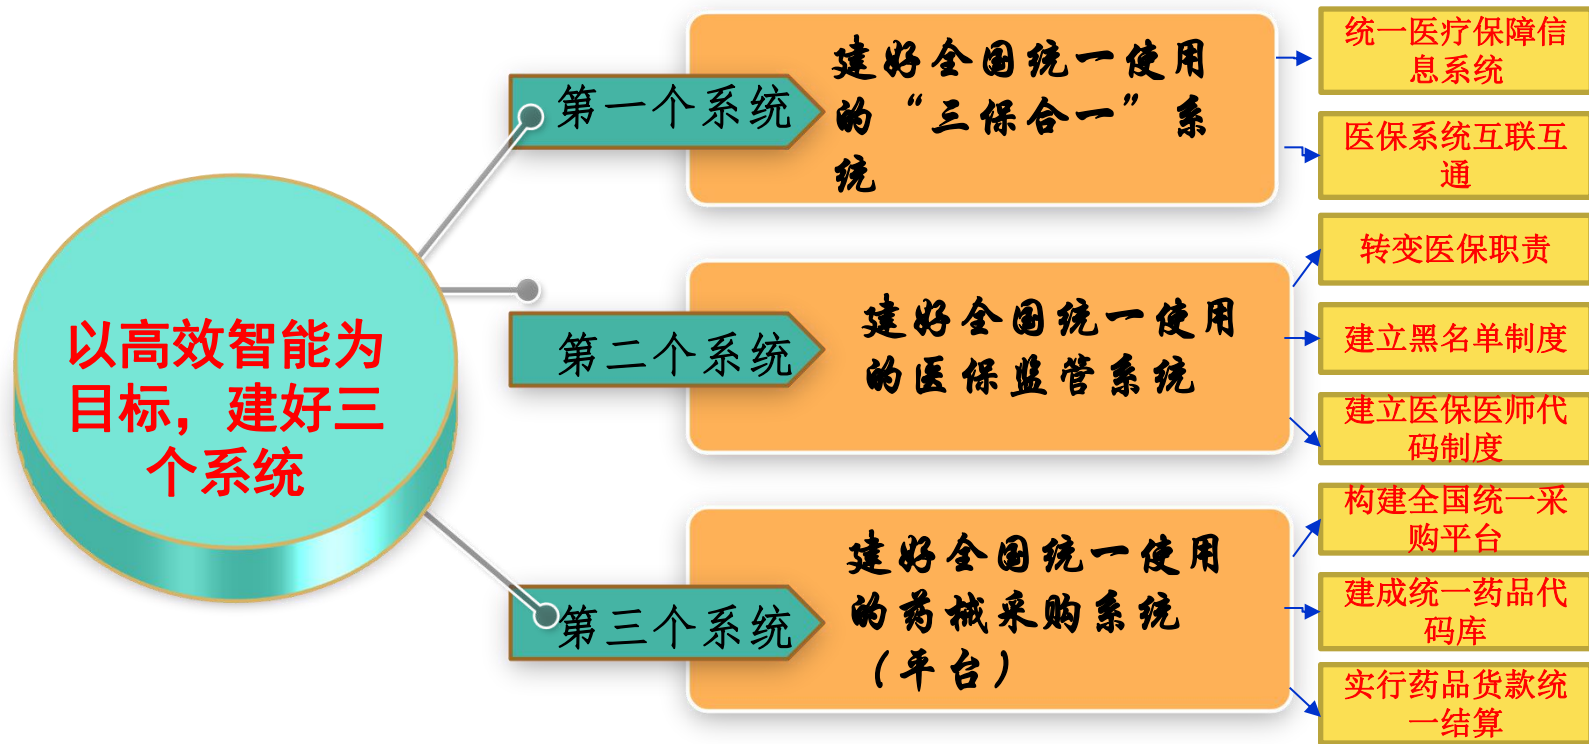 以高效智能为
目标，建好三
个系统
第一个系统
建好全国统一使用
的“三保合一”系
统
统一医疗保障信
息系统
医保系统互联互
通
第二个系统
建好全国统一使用
的医保监管系统
转变医保职责
建立黑名单制度
建立医保医师代
码制度
第三个系统
建好全国统一使用
的药械采购系统
（平台）
构建全国统一采
购平台
建成统一药品代
码库
实行药品货款统
一结算